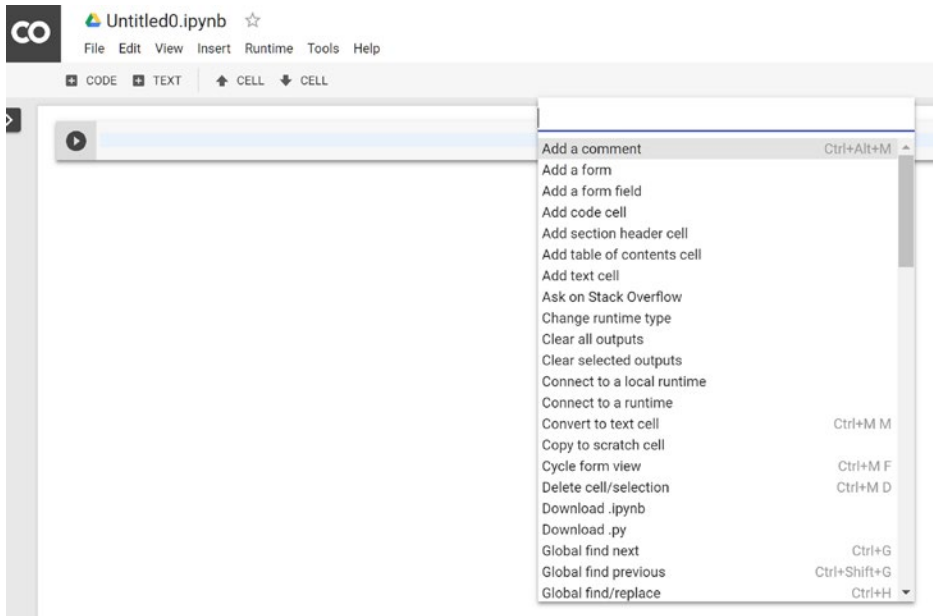 CO
Untitled0.ipynb
File Edit View Insert Runtime Tools Help
CODE TEXT CELL CELL
Add a comment Ctrl+Alt+M
Add a form
Add a form field
Add code cell
Add section header cell
Add table of contents cell
Add text cell
Ask on Stack Overflow
Change runtime type
Clear all outputs
Clear selected outputs
Connect to a local runtime
Connect to a runtime
Convert to text cell Ctrl+M M
Copy to scratch cell
Cycle form view Ctrl+M F
Delete cell/selection Ctrl+M D
Download .ipynb
Download .py
Global find next Ctrl+G
Global find previous Ctrl+Shift+G
Global find/replace Ctrl+H